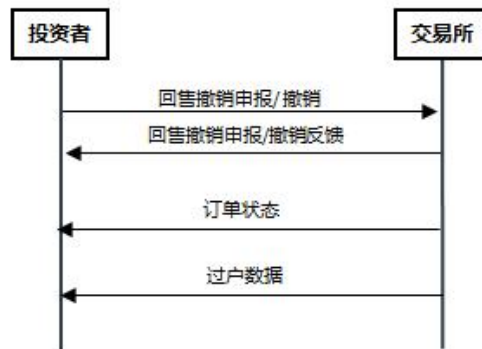 投资者
交易所
回售撤销申报/撤销
回售撤销申报/撤销反馈
订单状态
过户数据